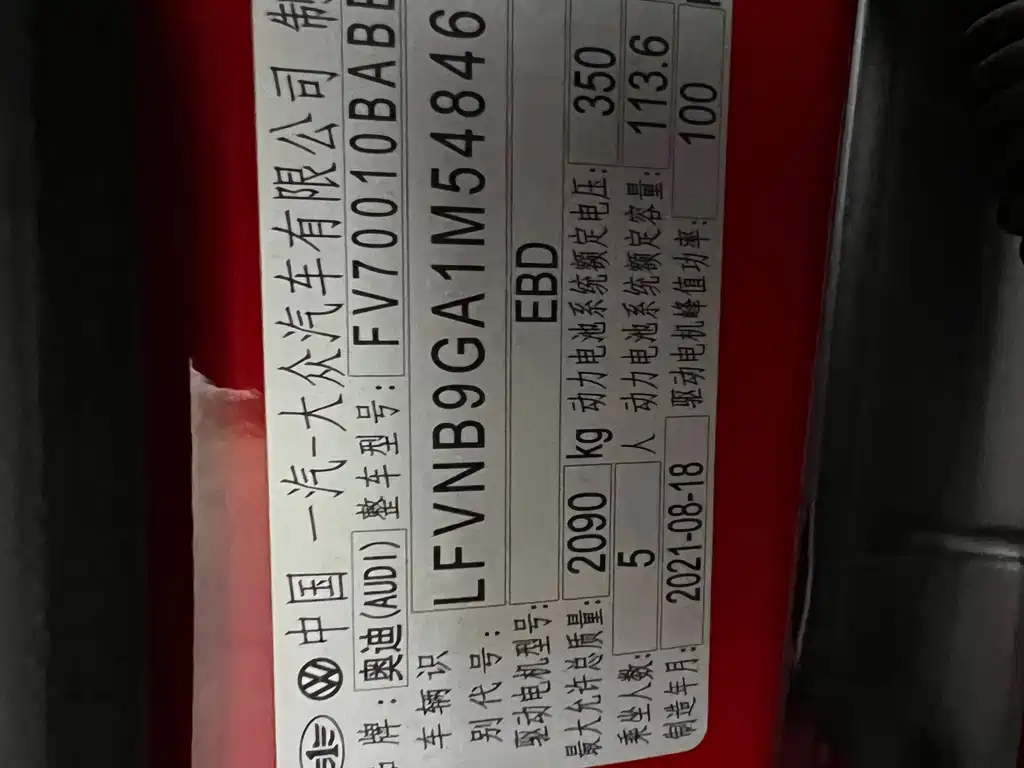 中国 一汽-大众汽车有限公司 制
牌: 奥迪(AUDI) 整车型号: FV70010BABE
车辆识别代号: LFVNB9GA1M54846
驱动电机型号: EBD
最大允许总质量: 2090 kg 动力电池系统额定电压: 350
乘坐人数: 5 人 动力电池系统额定容量: 113.6
制造年月: 2021-08-18 驱动电机峰值功率: 100